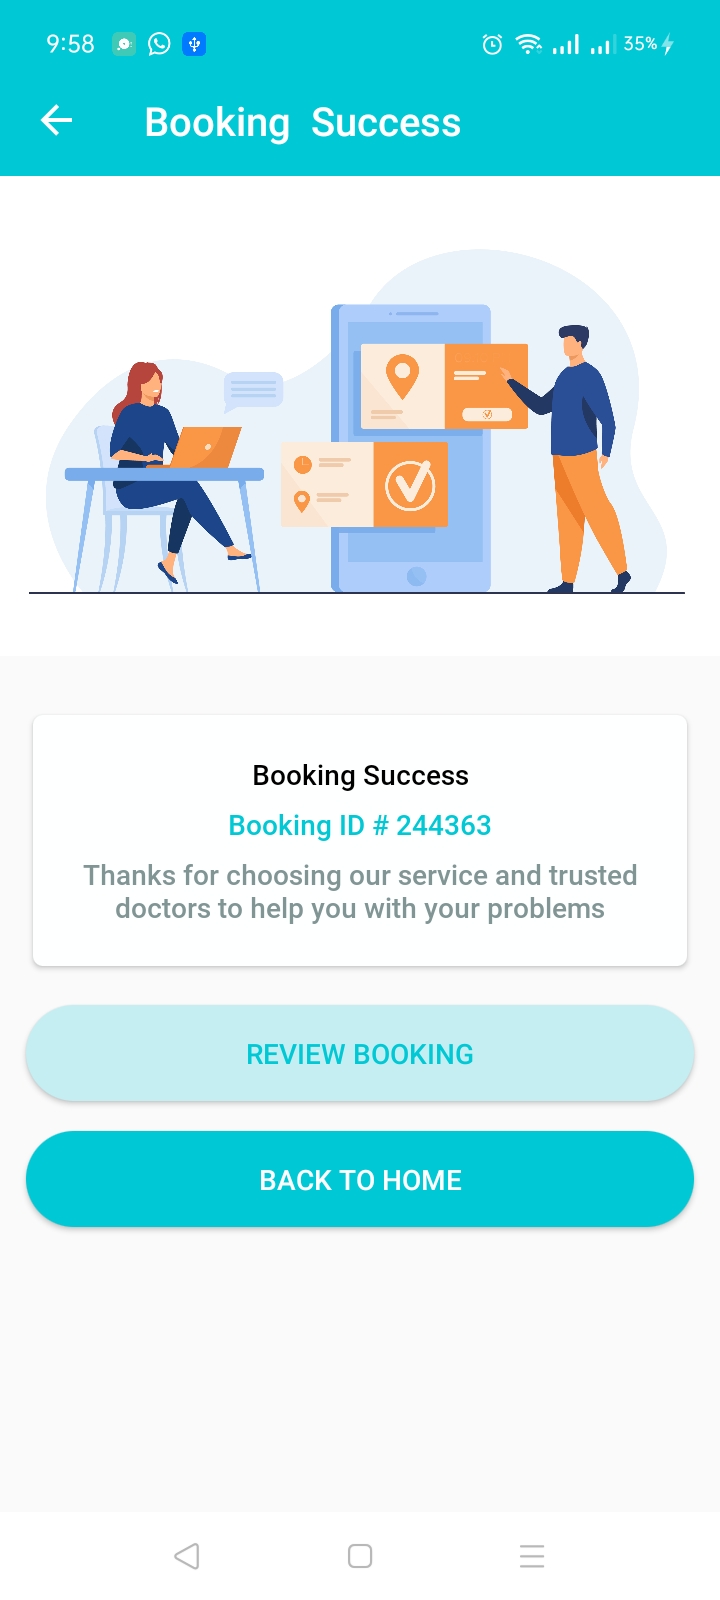 9:58
35%
Booking Success
Booking Success
Booking ID # 244363
Thanks for choosing our service and trusted
doctors to help you with your problems
REVIEW BOOKING
BACK TO HOME